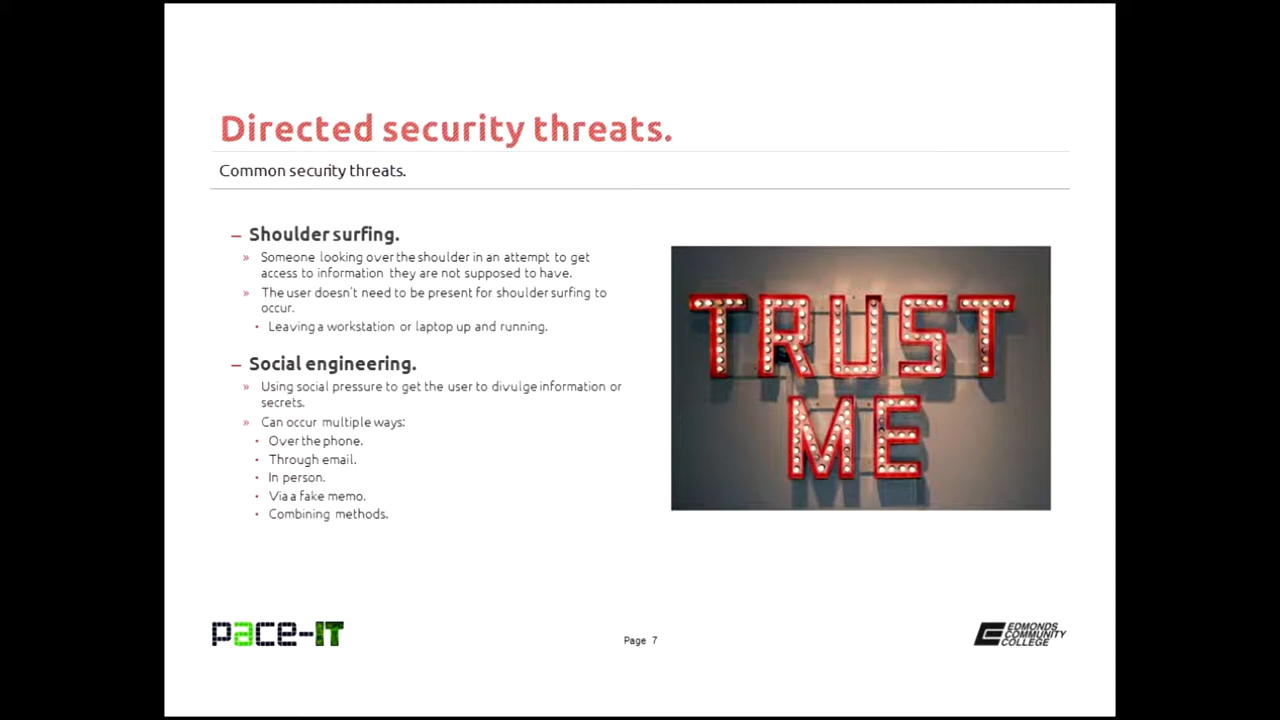 Directed security threats.
Common security threats.
– Shoulder surfing.
» Someone looking over the shoulder in an attempt to get
access to information they are not supposed to have.
» The user doesn't need to be present for shoulder surfing to
occur.
• Leaving a workstation or laptop up and running.
– Social engineering.
» Using social pressure to get the user to divulge information or
secrets.
» Can occur multiple ways:
• Over the phone.
• Through email.
• In person.
• Via a fake memo.
• Combining methods.
TRUST
ME
pace-IT
Page 7
EDMONDS
COMMUNITY
COLLEGE